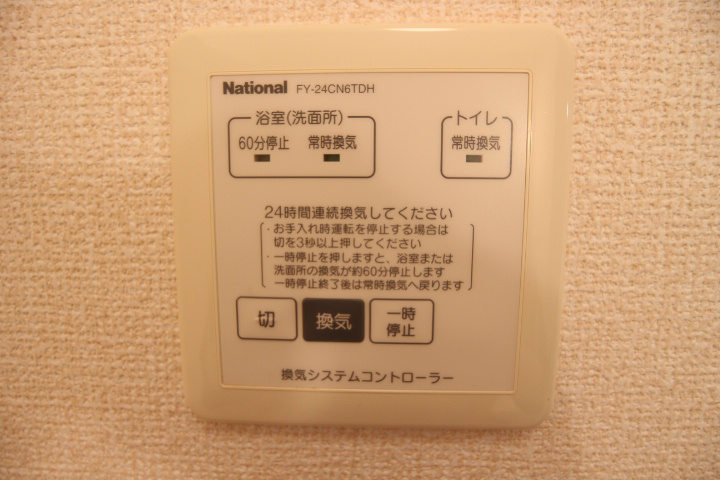 National FY-24CN6TDH
浴室(洗面所)
トイレ
60分停止 常時換気
常時換気
24時間連続換気してください
・お手入れ時運転を停止する場合は
切を3秒以上押してください
・一時停止を押しますと、浴室または
洗面所の換気が約60分停止します
一時停止終了後は常時換気へ戻ります
切
換気
一時
停止
換気システムコントローラー